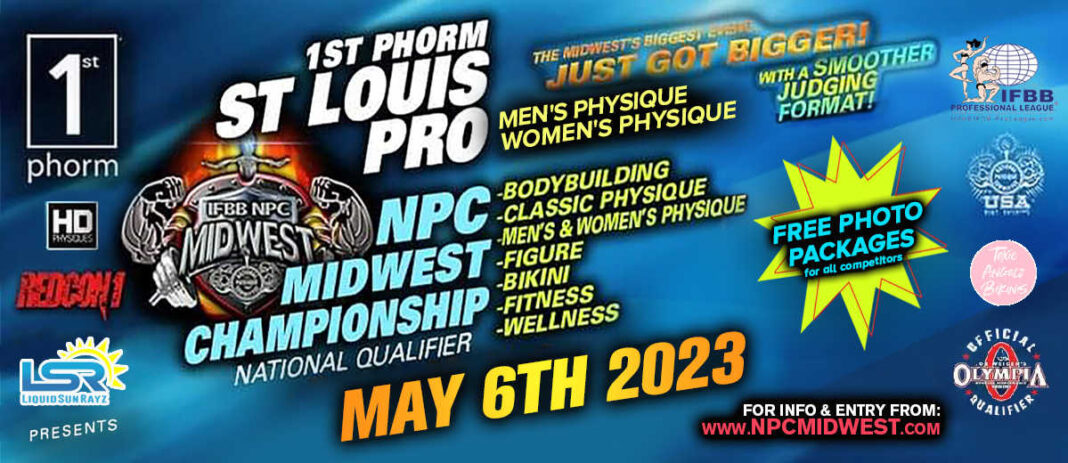 1st
phorm
HD
PHYSIQUES
REDCON1
LSR
LIQUIDSUNRAYZ
PRESENTS
1ST PHORM
ST LOUIS
PRO
MEN'S PHYSIQUE
WOMEN'S PHYSIQUE
THE MIDWEST'S BIGGEST EVENT
JUST GOT BIGGER!
WITH A SMOOTHER
JUDGING
FORMAT!
IFBB NPC
MIDWEST
NPC
MIDWEST
CHAMPIONSHIP
NATIONAL QUALIFIER
-BODYBUILDING
-CLASSIC PHYSIQUE
-MEN'S & WOMEN'S PHYSIQUE
-FIGURE
-BIKINI
-FITNESS
-WELLNESS
MAY 6TH 2023
FREE PHOTO
PACKAGES
for all competitors
IFBB
PROFESSIONAL LEAGUE
USA
Toxic
Angelz
Bikinis
OFFICIAL
OLYMPIA
QUALIFIER
FOR INFO & ENTRY FROM:
www.NPCMIDWEST.com